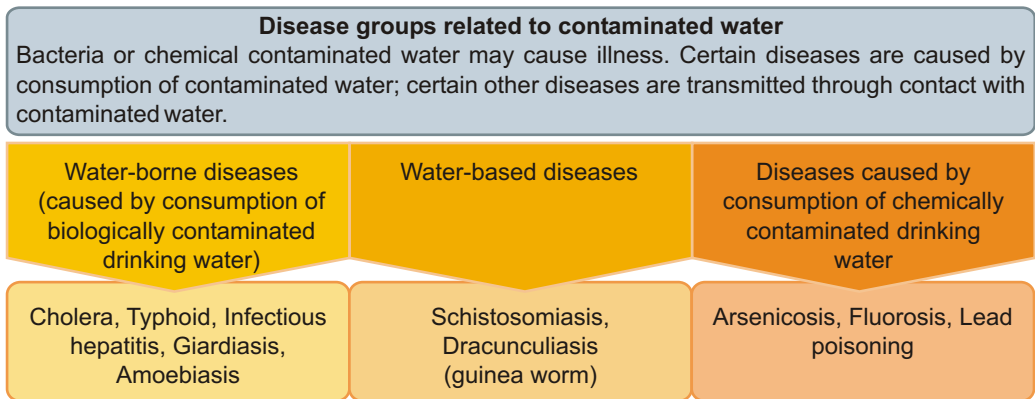 Disease groups related to contaminated water
Bacteria or chemical contaminated water may cause illness. Certain diseases are caused by
consumption of contaminated water; certain other diseases are transmitted through contact with
contaminated water.
Water-borne diseases
(caused by consumption of
biologically contaminated
drinking water)
Water-based diseases
Diseases caused by
consumption of chemically
contaminated drinking
water
Cholera, Typhoid, Infectious
hepatitis, Giardiasis,
Amoebiasis
Schistosomiasis,
Dracunculiasis
(guinea worm)
Arsenicosis, Fluorosis, Lead
poisoning